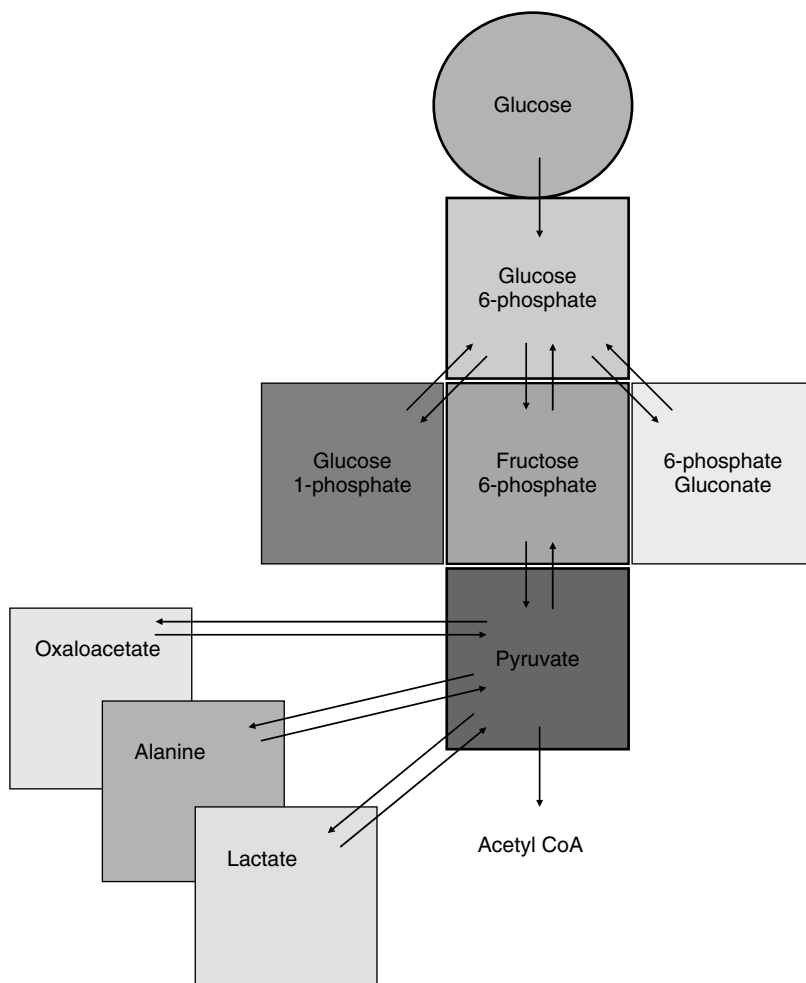 Glucose
Glucose
6-phosphate
Glucose
1-phosphate
Fructose
6-phosphate
6-phosphate
Gluconate
Oxaloacetate
Pyruvate
Alanine
Lactate
Acetyl CoA